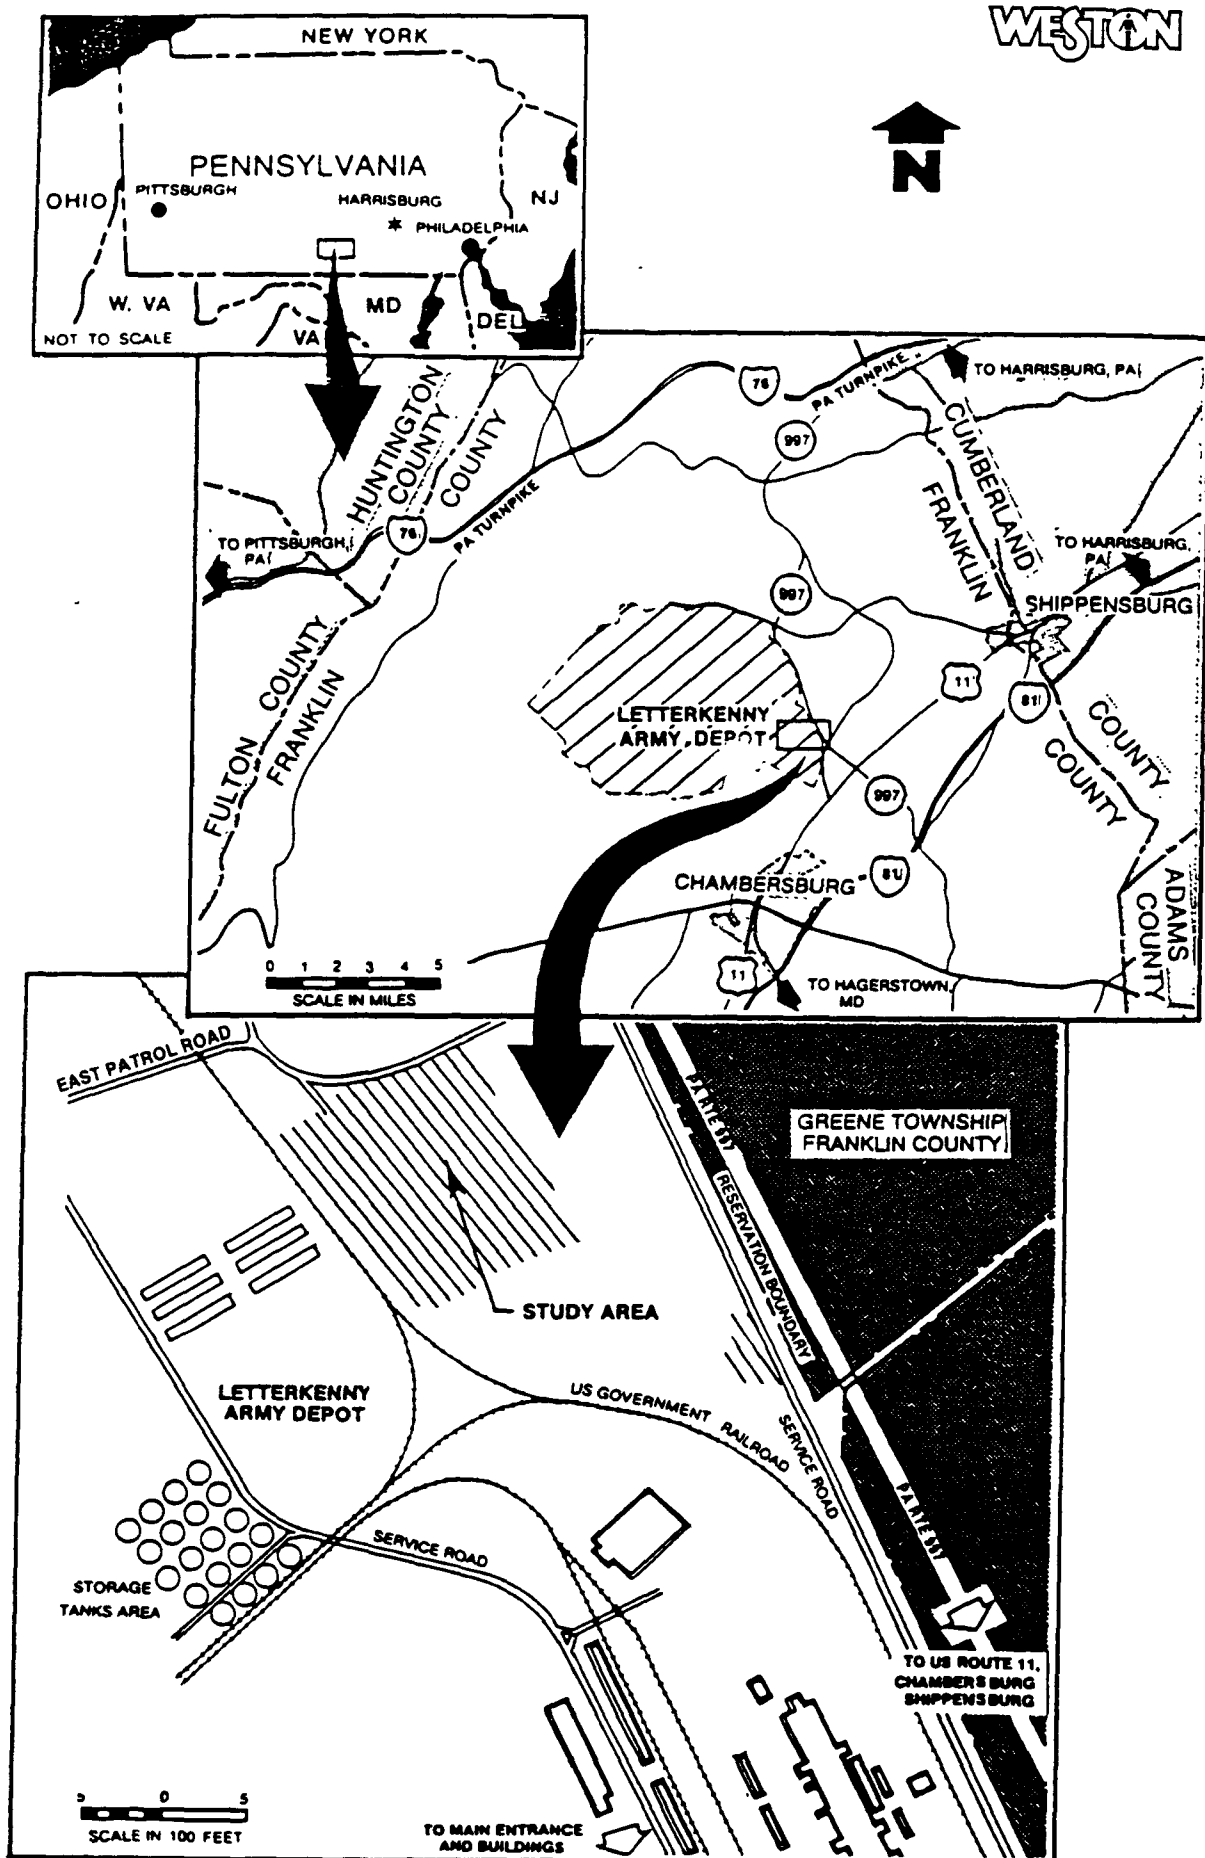 WESTON
NEW YORK
PENNSYLVANIA
OHIO
PITTSBURGH
HARRISBURG
NJ
PHILADELPHIA
W. VA
MD
DEL
VA
NOT TO SCALE
N
76
PA TURNPIKE
TO HARRISBURG, PA
997
HUNTINGTON
COUNTY
COUNTY
CUMBERLAND
FRANKLIN
76
PA TURNPIKE
TO PITTSBURGH,
PA
TO HARRISBURG,
PA
997
SHIPPENSBURG
11
81
FULTON COUNTY
FRANKLIN
LETTERKENNY
ARMY DEPOT
COUNTY
COUNTY
997
81
CHAMBERSBURG
ADAMS
COUNTY
11
TO HAGERSTOWN,
MD
0 1 2 3 4 5
SCALE IN MILES
EAST PATROL ROAD
PA RTE 997
GREENE TOWNSHIP
FRANKLIN COUNTY
RESERVATION BOUNDARY
STUDY AREA
LETTERKENNY
ARMY DEPOT
US GOVERNMENT RAILROAD
SERVICE ROAD
PA RTE 997
SERVICE ROAD
STORAGE
TANKS AREA
TO US ROUTE 11,
CHAMBERSBURG
SHIPPENSBURG
5 0 5
SCALE IN 100 FEET
TO MAIN ENTRANCE
AND BUILDINGS